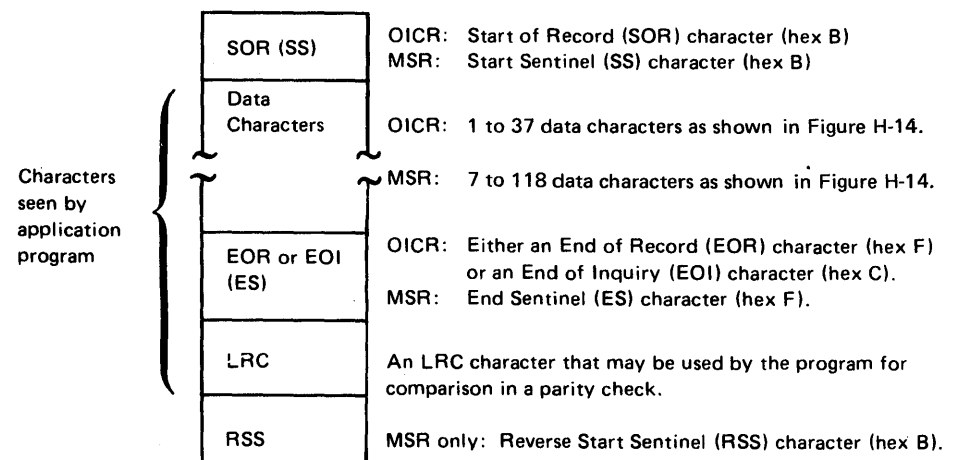 SOR (SS)
OICR: Start of Record (SOR) character (hex B)
MSR: Start Sentinel (SS) character (hex B)
Data
Characters
OICR: 1 to 37 data characters as shown in Figure H-14.
MSR: 7 to 118 data characters as shown in Figure H-14.
Characters
seen by
application
program
EOR or EOI
(ES)
OICR: Either an End of Record (EOR) character (hex F)
or an End of Inquiry (EOI) character (hex C).
MSR: End Sentinel (ES) character (hex F).
LRC
An LRC character that may be used by the program for
comparison in a parity check.
RSS
MSR only: Reverse Start Sentinel (RSS) character (hex B).